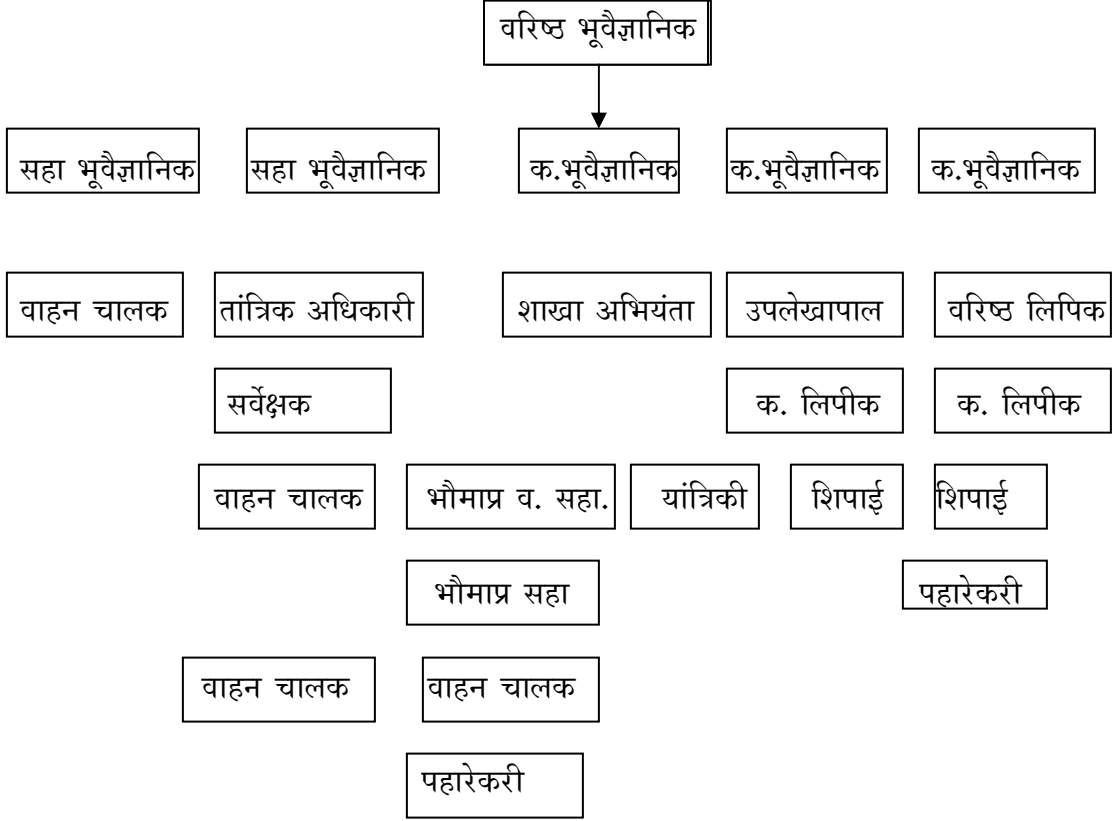 वरिष्ठ भूवैज्ञानिक
सहा भूवैज्ञानिक सहा भूवैज्ञानिक क.भूवैज्ञानिक क.भूवैज्ञानिक क.भूवैज्ञानिक
वाहन चालक तांत्रिक अधिकारी शाखा अभियंता उपलेखापाल वरिष्ठ लिपिक
सर्वेक्षक क. लिपीक क. लिपीक
वाहन चालक भौमाप्र व. सहा. यांत्रिकी शिपाई शिपाई
भौमाप्र सहा पहारेकरी
वाहन चालक वाहन चालक
पहारेकरी